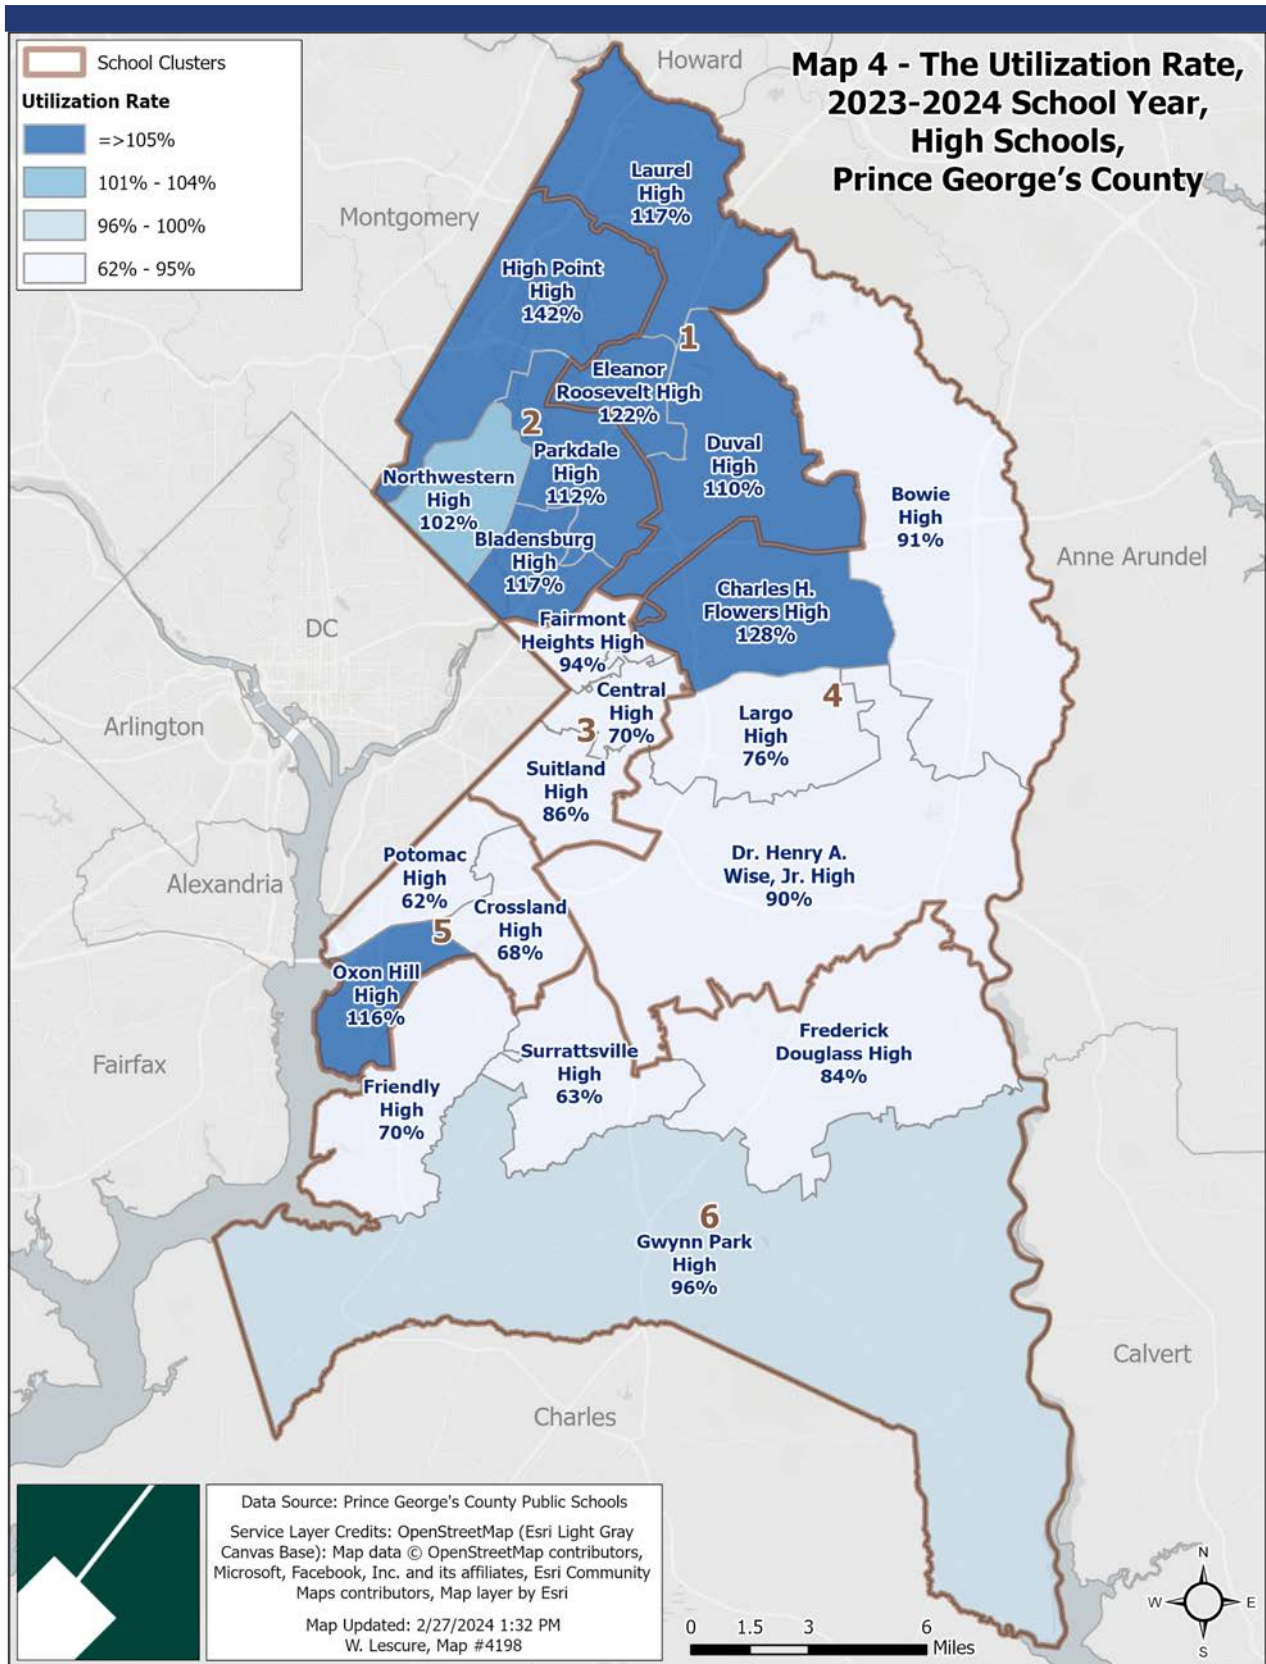 School Clusters
Utilization Rate
=>105%
101% - 104%
96% - 100%
62% - 95%
Map 4 - The Utilization Rate,
2023-2024 School Year,
High Schools,
Prince George's County
Howard
Montgomery
Laurel
High
117%
High Point
High
142%
1
Eleanor
Roosevelt High
122%
2
Parkdale
High
112%
Duval
High
110%
Northwestern
High
102%
Bowie
High
91%
Anne Arundel
Bladensburg
High
117%
Charles H.
Flowers High
128%
Fairmont
Heights High
94%
DC
Central
High
70%
4
Arlington
3
Largo
High
76%
Suitland
High
86%
Potomac
High
62%
Dr. Henry A.
Wise, Jr. High
90%
Alexandria
Crossland
High
68%
5
Oxon Hill
High
116%
Frederick
Douglass High
84%
Surrattsville
High
63%
Fairfax
Friendly
High
70%
6
Gwynn Park
High
96%
Calvert
Charles
Data Source: Prince George's County Public Schools
Service Layer Credits: OpenStreetMap (Esri Light Gray
Canvas Base): Map data © OpenStreetMap contributors,
Microsoft, Facebook, Inc. and its affiliates, Esri Community
Maps contributors, Map layer by Esri
Map Updated: 2/27/2024 1:32 PM
W. Lescure, Map #4198
0 1.5 3 6
Miles
N
W E
S